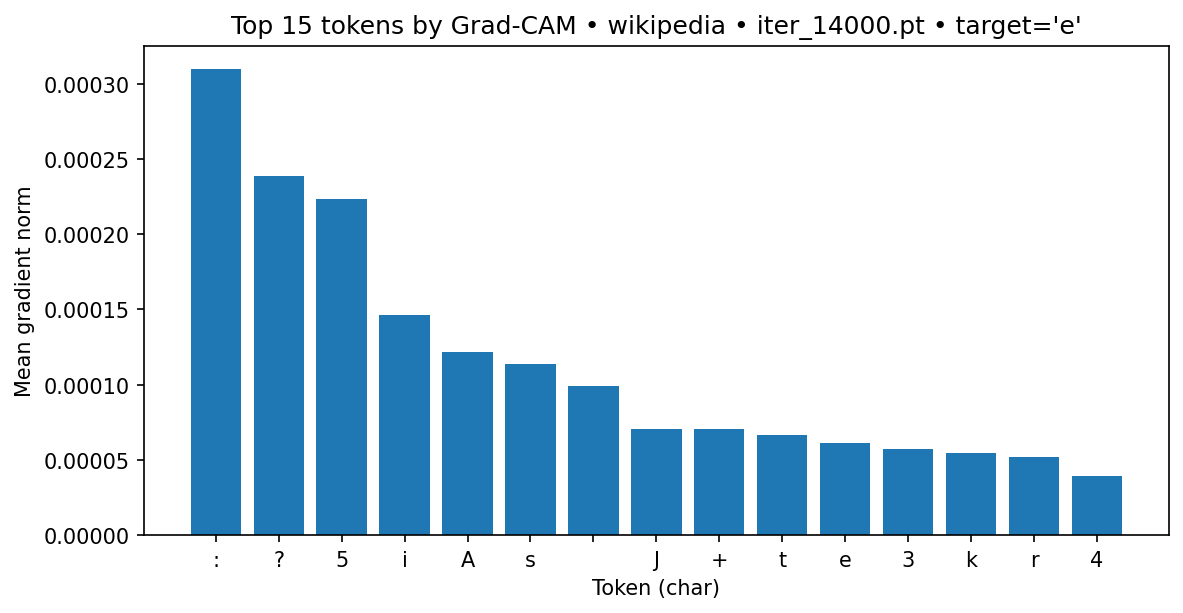 Top 15 tokens by Grad-CAM • wikipedia • iter_14000.pt • target='e'
Mean gradient norm
0.00030
0.00025
0.00020
0.00015
0.00010
0.00005
0.00000
: ? 5 i A s J + t e 3 k r 4
Token (char)